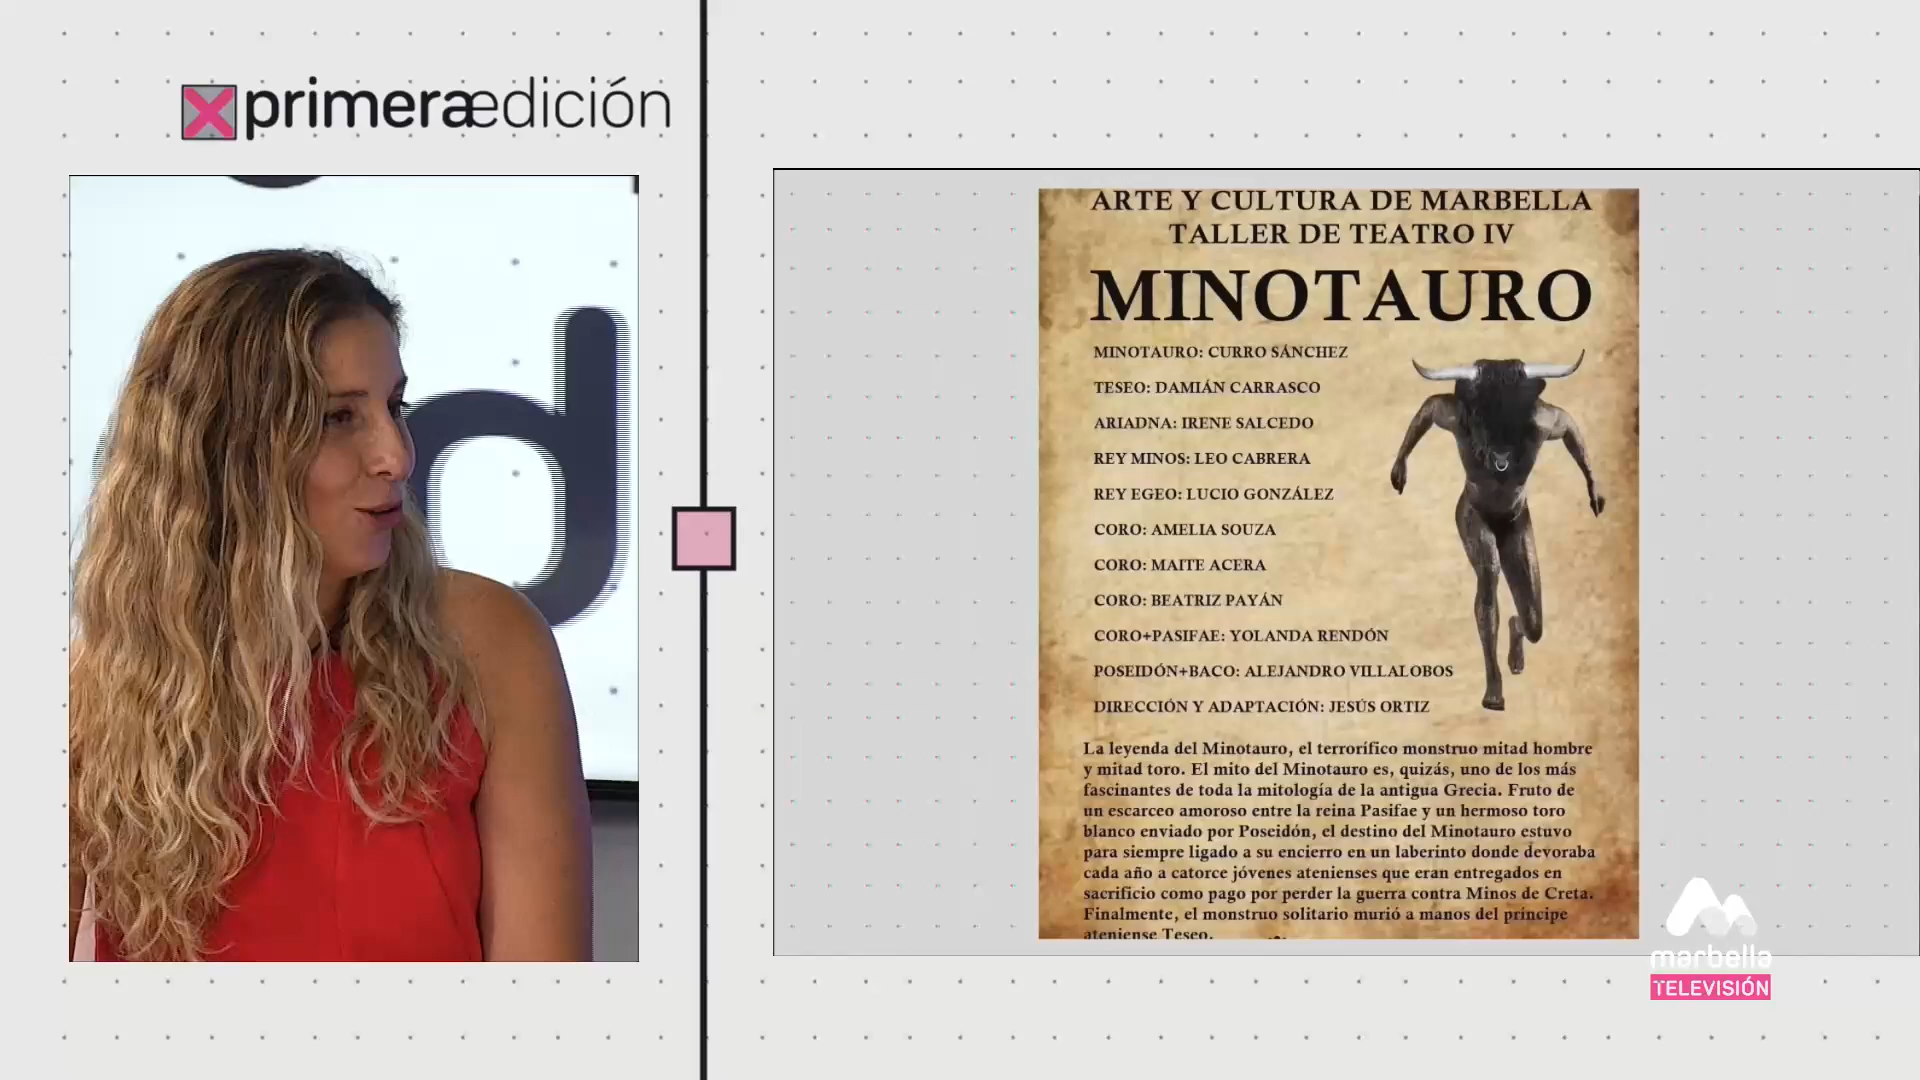 primeraedición
d
ARTE Y CULTURA DE MARBELLA
TALLER DE TEATRO IV
MINOTAURO
MINOTAURO: CURRO SÁNCHEZ
TESEO: DAMIÁN CARRASCO
ARIADNA: IRENE SALCEDO
REY MINOS: LEO CABRERA
REY EGEO: LUCIO GONZÁLEZ
CORO: AMELIA SOUZA
CORO: MAITE ACERA
CORO: BEATRIZ PAYÁN
CORO+PASIFAE: YOLANDA RENDÓN
POSEIDÓN+BACO: ALEJANDRO VILLALOBOS
DIRECCIÓN Y ADAPTACIÓN: JESÚS ORTIZ
La leyenda del Minotauro, el terrorífico monstruo mitad hombre
y mitad toro. El mito del Minotauro es, quizás, uno de los más
fascinantes de toda la mitología de la antigua Grecia. Fruto de
un escarceo amoroso entre la reina Pasifae y un hermoso toro
blanco enviado por Poseidón, el destino del Minotauro estuvo
para siempre ligado a su encierro en un laberinto donde devoraba
cada año a catorce jóvenes atenienses que eran entregados en
sacrificio como pago por perder la guerra contra Minos de Creta.
Finalmente, el monstruo solitario murió a manos del príncipe
ateniense Teseo.
marbella
TELEVISIÓN